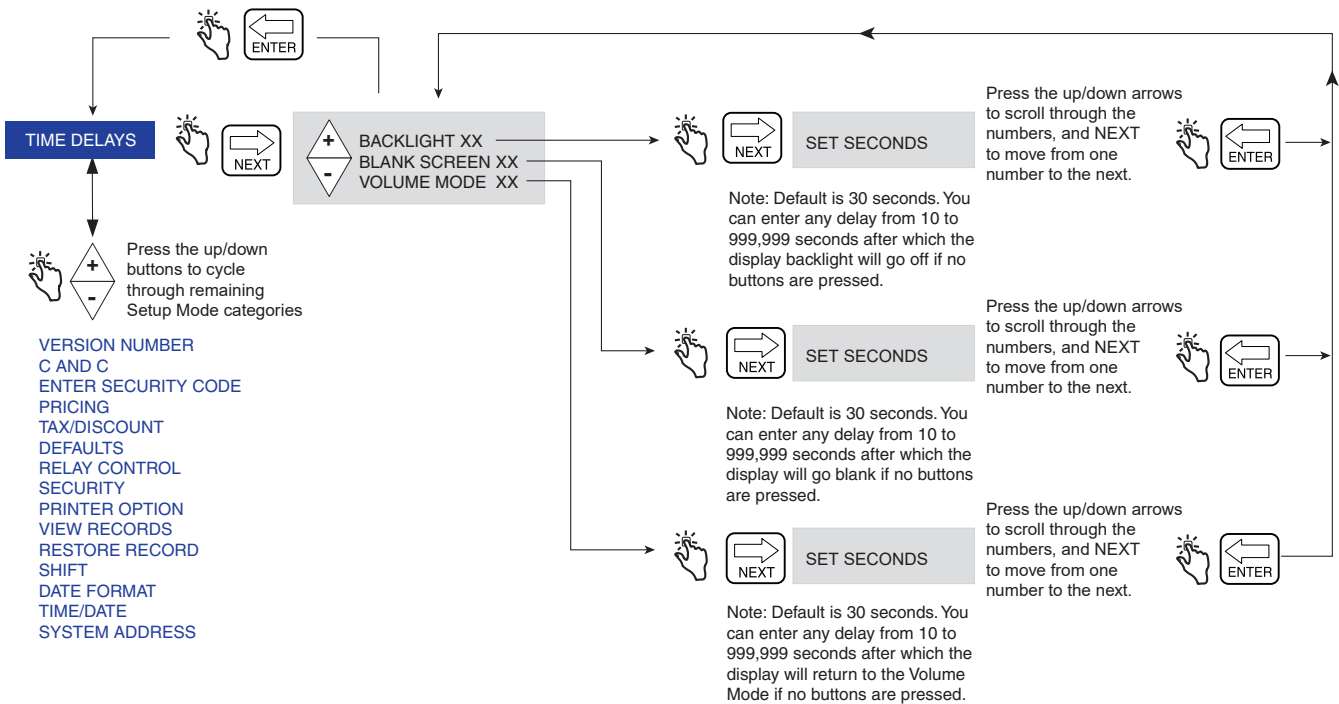 ENTER
TIME DELAYS
NEXT
+
-
BACKLIGHT XX
BLANK SCREEN XX
VOLUME MODE XX
+
-
Press the up/down
buttons to cycle
through remaining
Setup Mode categories
VERSION NUMBER
C AND C
ENTER SECURITY CODE
PRICING
TAX/DISCOUNT
DEFAULTS
RELAY CONTROL
SECURITY
PRINTER OPTION
VIEW RECORDS
RESTORE RECORD
SHIFT
DATE FORMAT
TIME/DATE
SYSTEM ADDRESS
NEXT
SET SECONDS
Press the up/down arrows
to scroll through the
numbers, and NEXT
to move from one
number to the next.
ENTER
Note: Default is 30 seconds. You
can enter any delay from 10 to
999,999 seconds after which the
display backlight will go off if no
buttons are pressed.
NEXT
SET SECONDS
Press the up/down arrows
to scroll through the
numbers, and NEXT
to move from one
number to the next.
ENTER
Note: Default is 30 seconds. You
can enter any delay from 10 to
999,999 seconds after which the
display will go blank if no buttons
are pressed.
NEXT
SET SECONDS
Press the up/down arrows
to scroll through the
numbers, and NEXT
to move from one
number to the next.
ENTER
Note: Default is 30 seconds. You
can enter any delay from 10 to
999,999 seconds after which the
display will return to the Volume
Mode if no buttons are pressed.